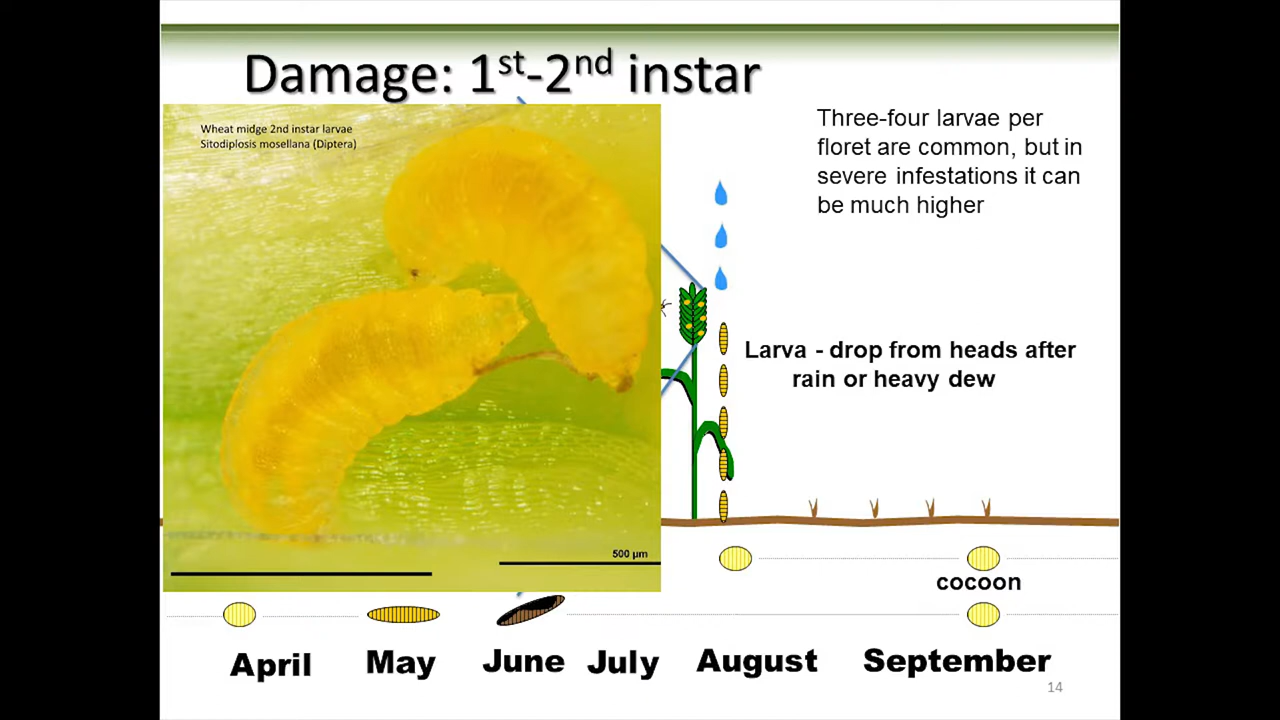 Damage: 1st-2nd instar
Wheat midge 2nd instar larvae
Sitodiplosis mosellana (Diptera)
Three-four larvae per
floret are common, but in
severe infestations it can
be much higher
Larva - drop from heads after
rain or heavy dew
500 µm
cocoon
April May June July August September
14